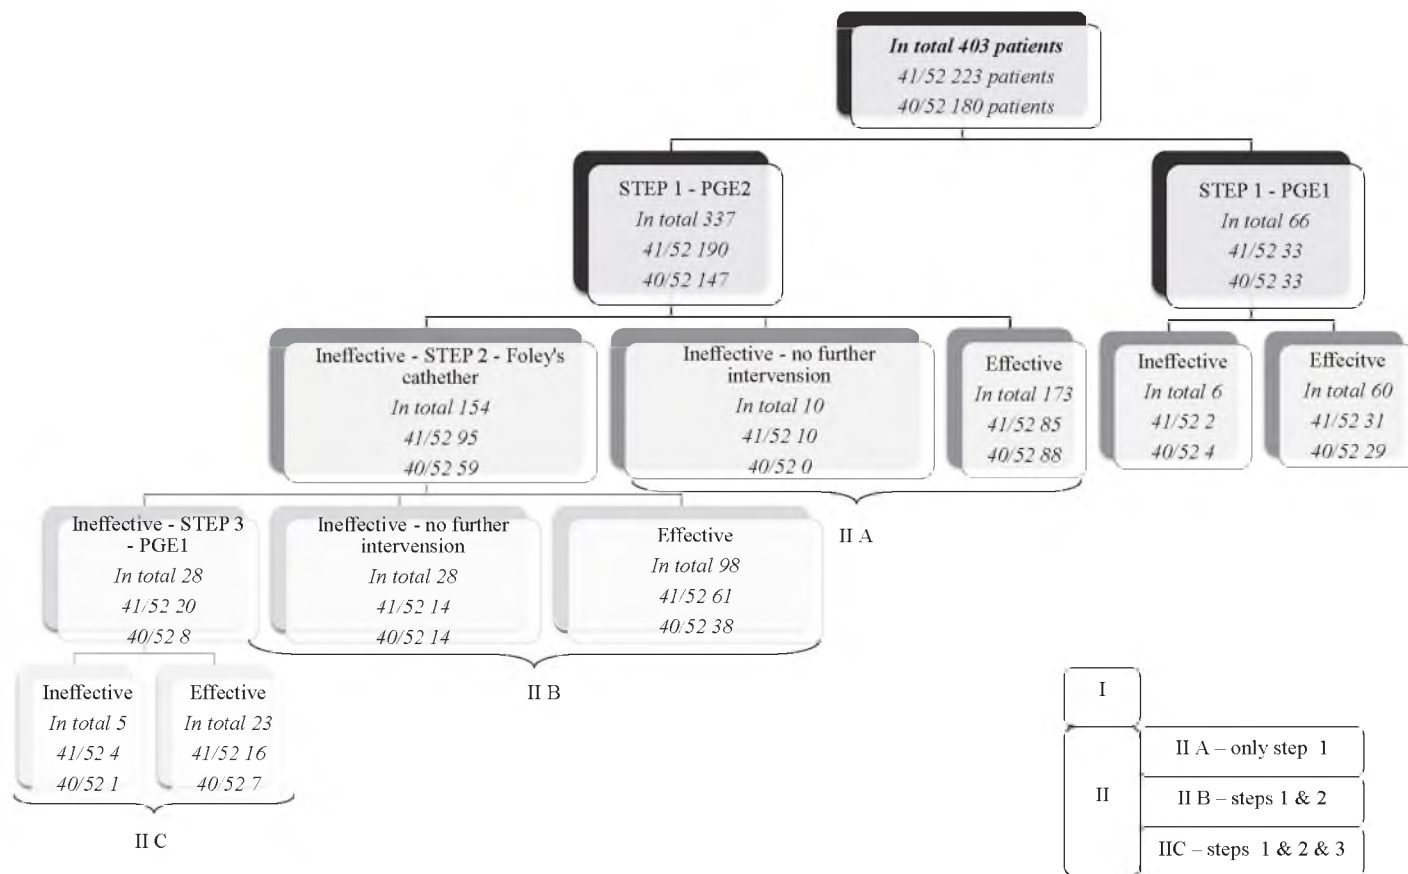 In total 403 patients
41/52 223 patients
40/52 180 patients
STEP 1 - PGE2
In total 337
41/52 190
40/52 147
STEP 1 - PGE1
In total 66
41/52 33
40/52 33
Ineffective - STEP 2 - Foley's
cathether
In total 154
41/52 95
40/52 59
Ineffective - no further
intervension
In total 10
41/52 10
40/52 0
Effective
In total 173
41/52 85
40/52 88
Ineffective
In total 6
41/52 2
40/52 4
Effecitve
In total 60
41/52 31
40/52 29
II A
Ineffective - STEP 3
- PGE1
In total 28
41/52 20
40/52 8
Ineffective - no further
intervension
In total 28
41/52 14
40/52 14
Effective
In total 98
41/52 61
40/52 38
II B
Ineffective
In total 5
41/52 4
40/52 1
Effective
In total 23
41/52 16
40/52 7
II C
I
II
II A – only step 1
II B – steps 1 & 2
IIC – steps 1 & 2 & 3